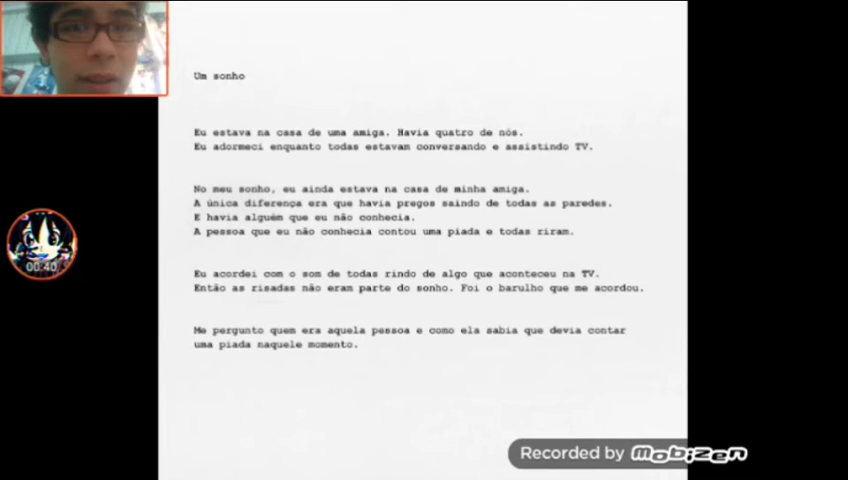 Um sonho
Eu estava na casa de uma amiga. Havia quatro de nós.
Eu adormeci enquanto todas estavam conversando e assistindo TV.
No meu sonho, eu ainda estava na casa de minha amiga.
A única diferença era que havia pregos saindo de todas as paredes.
E havia alguém que eu não conhecia.
A pessoa que eu não conhecia contou uma piada e todas riram.
Eu acordei com o som de todas rindo de algo que aconteceu na TV.
Então as risadas não eram parte do sonho. Foi o barulho que me acordou.
Me pergunto quem era aquela pessoa e como ela sabia que devia contar
uma piada naquele momento.
00:40
Recorded by mobizen